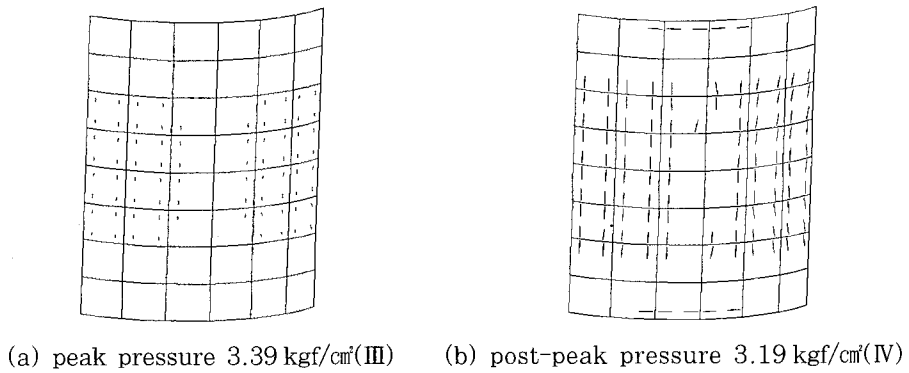 (a) peak pressure 3.39 kgf/㎠(Ⅲ)
(b) post-peak pressure 3.19 kgf/㎠(Ⅳ)